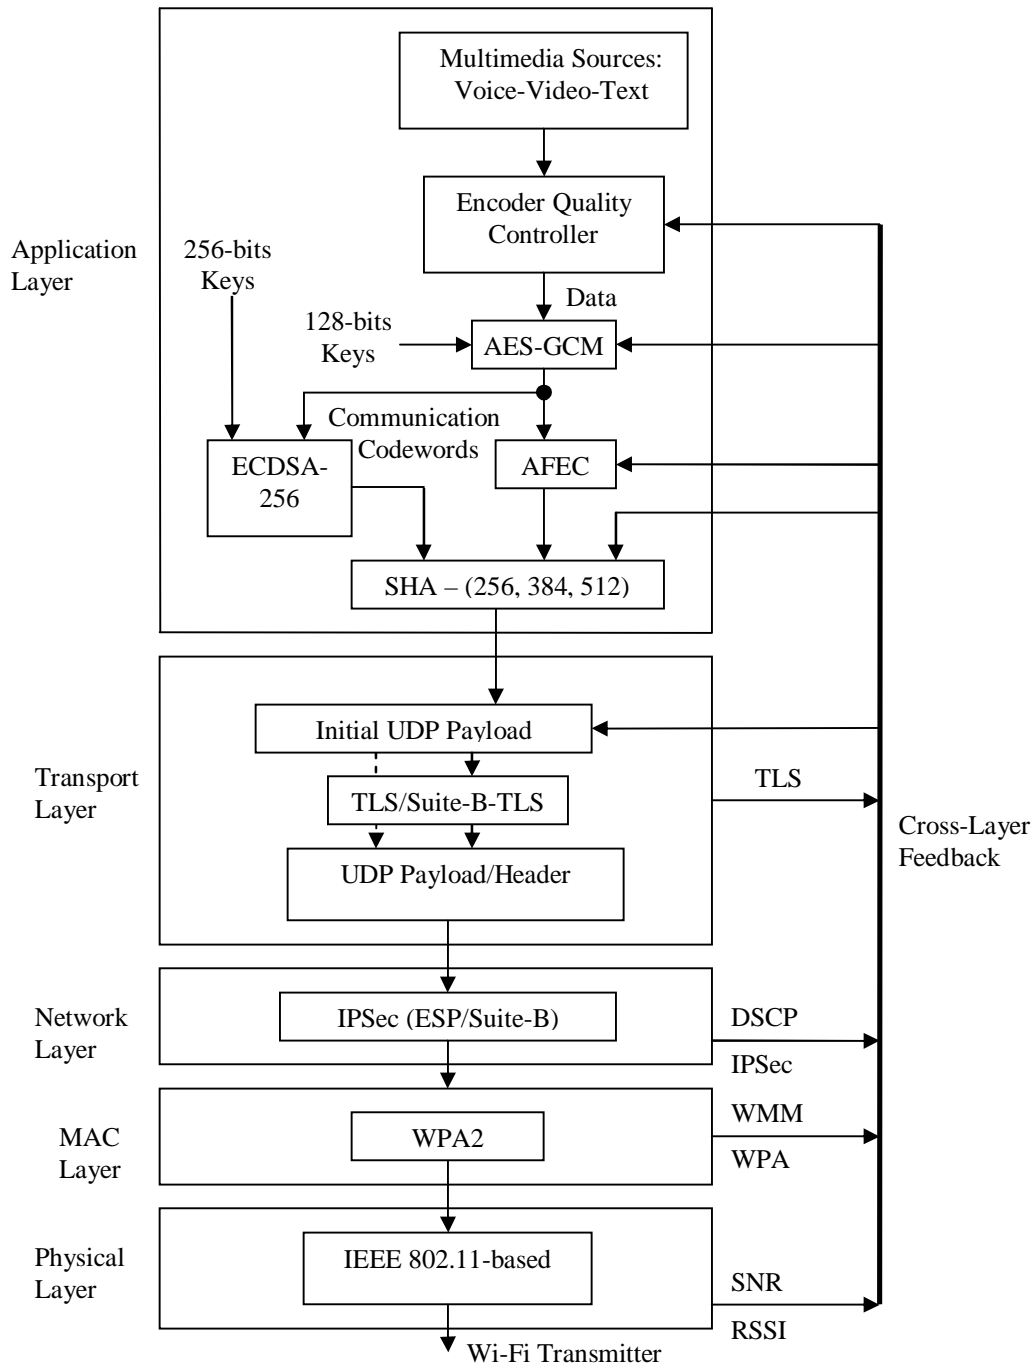 Multimedia Sources:
Voice-Video-Text
Encoder Quality
Controller
Application
Layer
256-bits
Keys
Data
128-bits
Keys
AES-GCM
Communication
Codewords
ECDSA-
256
AFEC
SHA – (256, 384, 512)
Initial UDP Payload
Transport
Layer
TLS/Suite-B-TLS
TLS
Cross-Layer
Feedback
UDP Payload/Header
Network
Layer
IPSec (ESP/Suite-B)
DSCP
IPSec
MAC
Layer
WPA2
WMM
WPA
Physical
Layer
IEEE 802.11-based
SNR
RSSI
Wi-Fi Transmitter